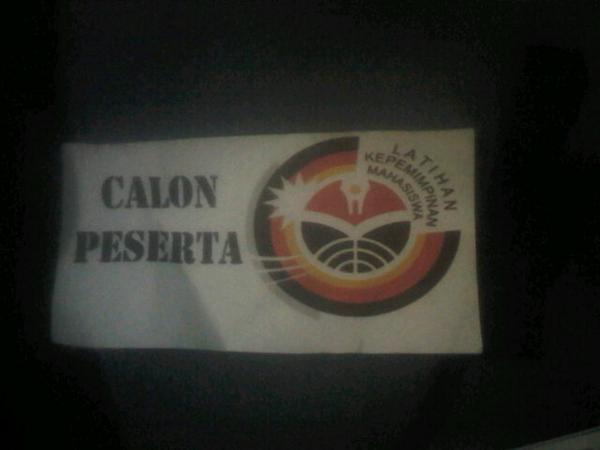 CALON
PESERTA
LATIHAN
KEPEMIMPINAN
MAHASISWA